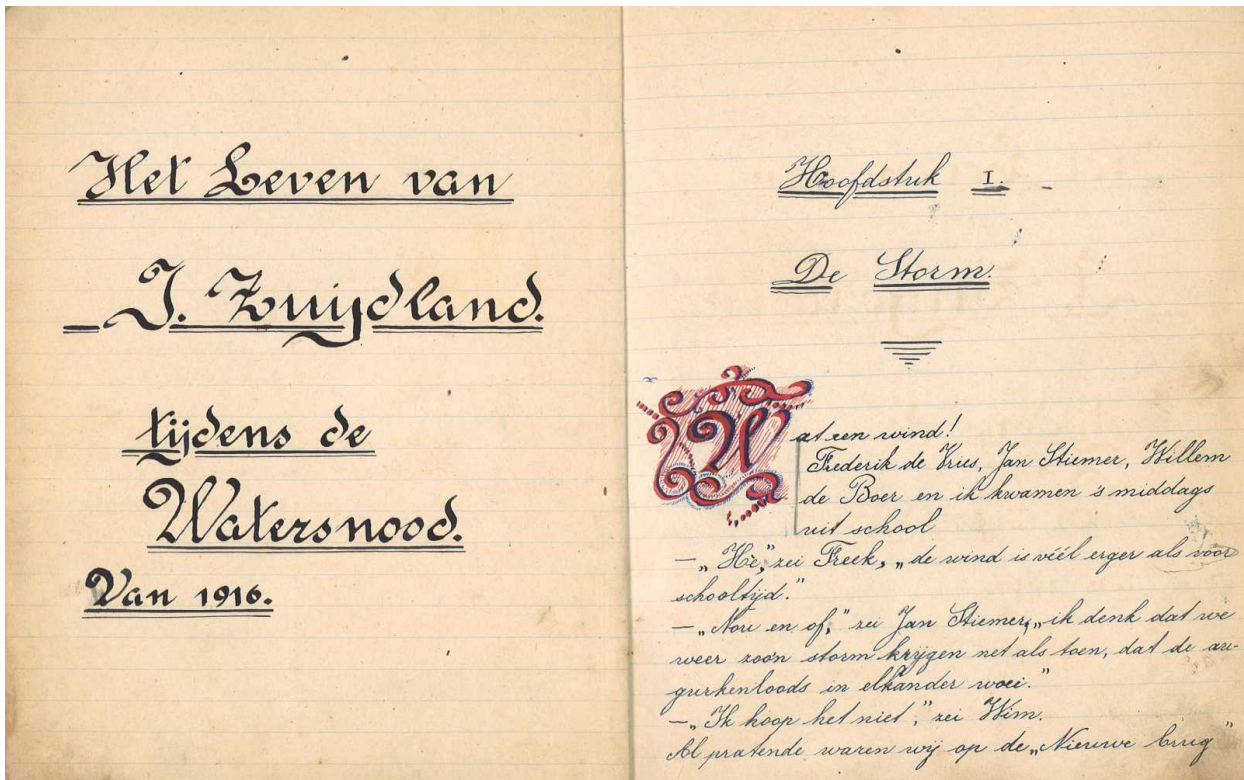 Het Leven van
J. Zuijdland.
tijdens de
Watersnood.
Van 1916.
Hoofdstuk I.
De Storm.
Wat een wind!
Frederik de Vries, Jan Stiemer, Willem
de Boer en ik kwamen 's middags
uit school
—„Hè," zei Freek, „de wind is véél erger als voor
schooltijd."
—„Nou en of," zei Jan Stiemer, „ik denk dat we
weer zoo'n storm krijgen net als toen, dat de au-
gurkenloods in elkander woei."
—„Ik hoop het niet," zei Wim.
Al pratende waren wij op de „Nieuwe brug"